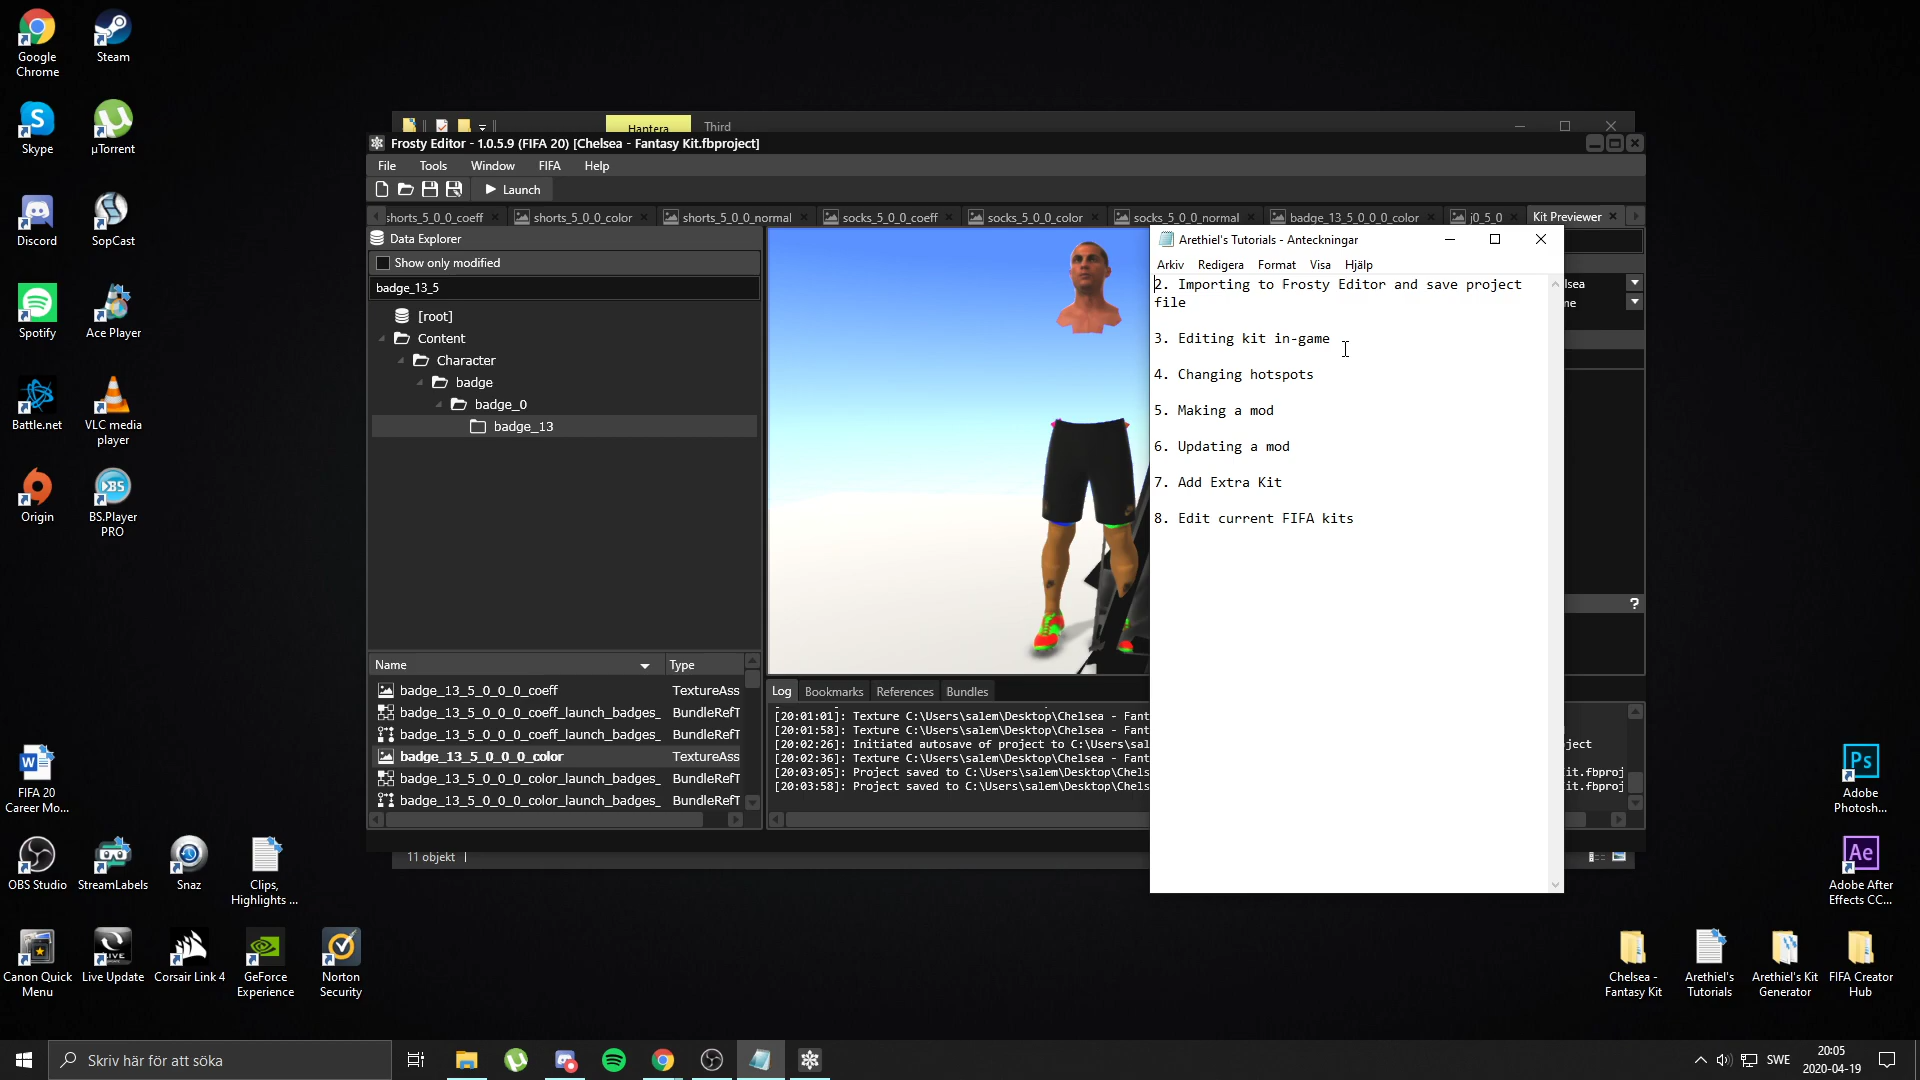 Google
Chrome
Steam
Skype
µTorrent
Discord
SopCast
Spotify
Ace Player
Battle.net
VLC media
player
Origin
BS.Player
PRO
FIFA 20
Career Mo...
OBS Studio
StreamLabels
Snaz
Clips,
Highlights ...
Canon Quick
Menu
Live Update
Corsair Link 4
GeForce
Experience
Norton
Security
Hantera
Third
Frosty Editor - 1.0.5.9 (FIFA 20) [Chelsea - Fantasy Kit.fbproject]
File Tools Window FIFA Help
Launch
shorts_5_0_0_coeff
shorts_5_0_0_color
shorts_5_0_0_normal
socks_5_0_0_coeff
socks_5_0_0_color
socks_5_0_0_normal
badge_13_5_0_0_0_color
j0_5_0
Kit Previewer
Data Explorer
Show only modified
badge_13_5
[root]
Content
Character
badge
badge_0
badge_13
Name Type
badge_13_5_0_0_0_coeff TextureAss
badge_13_5_0_0_0_coeff_launch_badges_ BundleRefT
badge_13_5_0_0_0_coeff_launch_badges_ BundleRefT
badge_13_5_0_0_0_color TextureAss
badge_13_5_0_0_0_color_launch_badges_ BundleRefT
badge_13_5_0_0_0_color_launch_badges_ BundleRefT
11 objekt
Log Bookmarks References Bundles
[20:01:01]: Texture C:\Users\salem\Desktop\Chelsea - Fant
[20:01:58]: Texture C:\Users\salem\Desktop\Chelsea - Fant
[20:02:26]: Initiated autosave of project to C:\Users\sal
ject
[20:02:36]: Texture C:\Users\salem\Desktop\Chelsea - Fant
[20:03:05]: Project saved to C:\Users\salem\Desktop\Chels
it.fbproj
[20:03:58]: Project saved to C:\Users\salem\Desktop\Chels
it.fbproj
lsea
ne
?
Arethiel's Tutorials - Anteckningar
Arkiv Redigera Format Visa Hjälp
2. Importing to Frosty Editor and save project
file
3. Editing kit in-game
4. Changing hotspots
5. Making a mod
6. Updating a mod
7. Add Extra Kit
8. Edit current FIFA kits
Ps
Adobe
Photosh...
Ae
Adobe After
Effects CC...
Chelsea -
Fantasy Kit
Arethiel's
Tutorials
Arethiel's Kit
Generator
FIFA Creator
Hub
Skriv här för att söka
SWE
20:05
2020-04-19